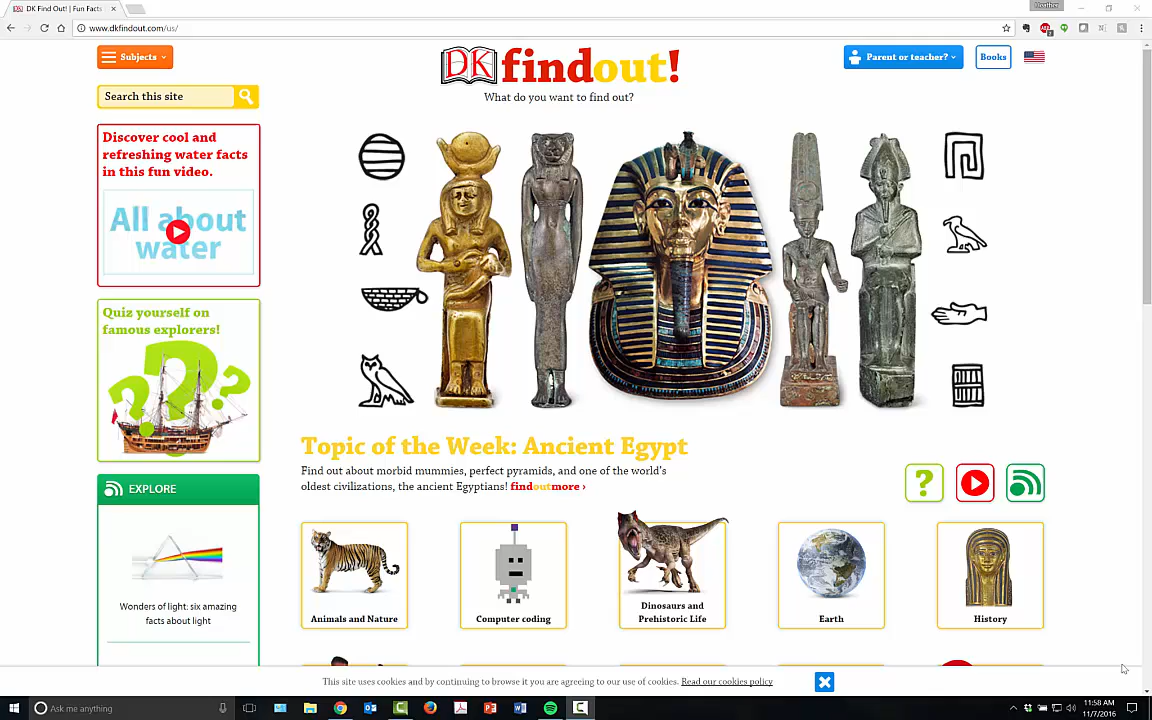 DK Find Out! | Fun Facts
Heather
www.dkfindout.com/us/
Subjects
DK findout!
Parent or teacher?
Books
What do you want to find out?
Search this site
Discover cool and
refreshing water facts
in this fun video.
All about
water
Quiz yourself on
famous explorers!
Topic of the Week: Ancient Egypt
Find out about morbid mummies, perfect pyramids, and one of the world's
oldest civilizations, the ancient Egyptians! findoutmore ›
EXPLORE
Wonders of light: six amazing
facts about light
Animals and Nature
Computer coding
Dinosaurs and
Prehistoric Life
Earth
History
This site uses cookies and by continuing to browse it you are agreeing to our use of cookies. Read our cookies policy
Ask me anything
11:58 AM
11/7/2016